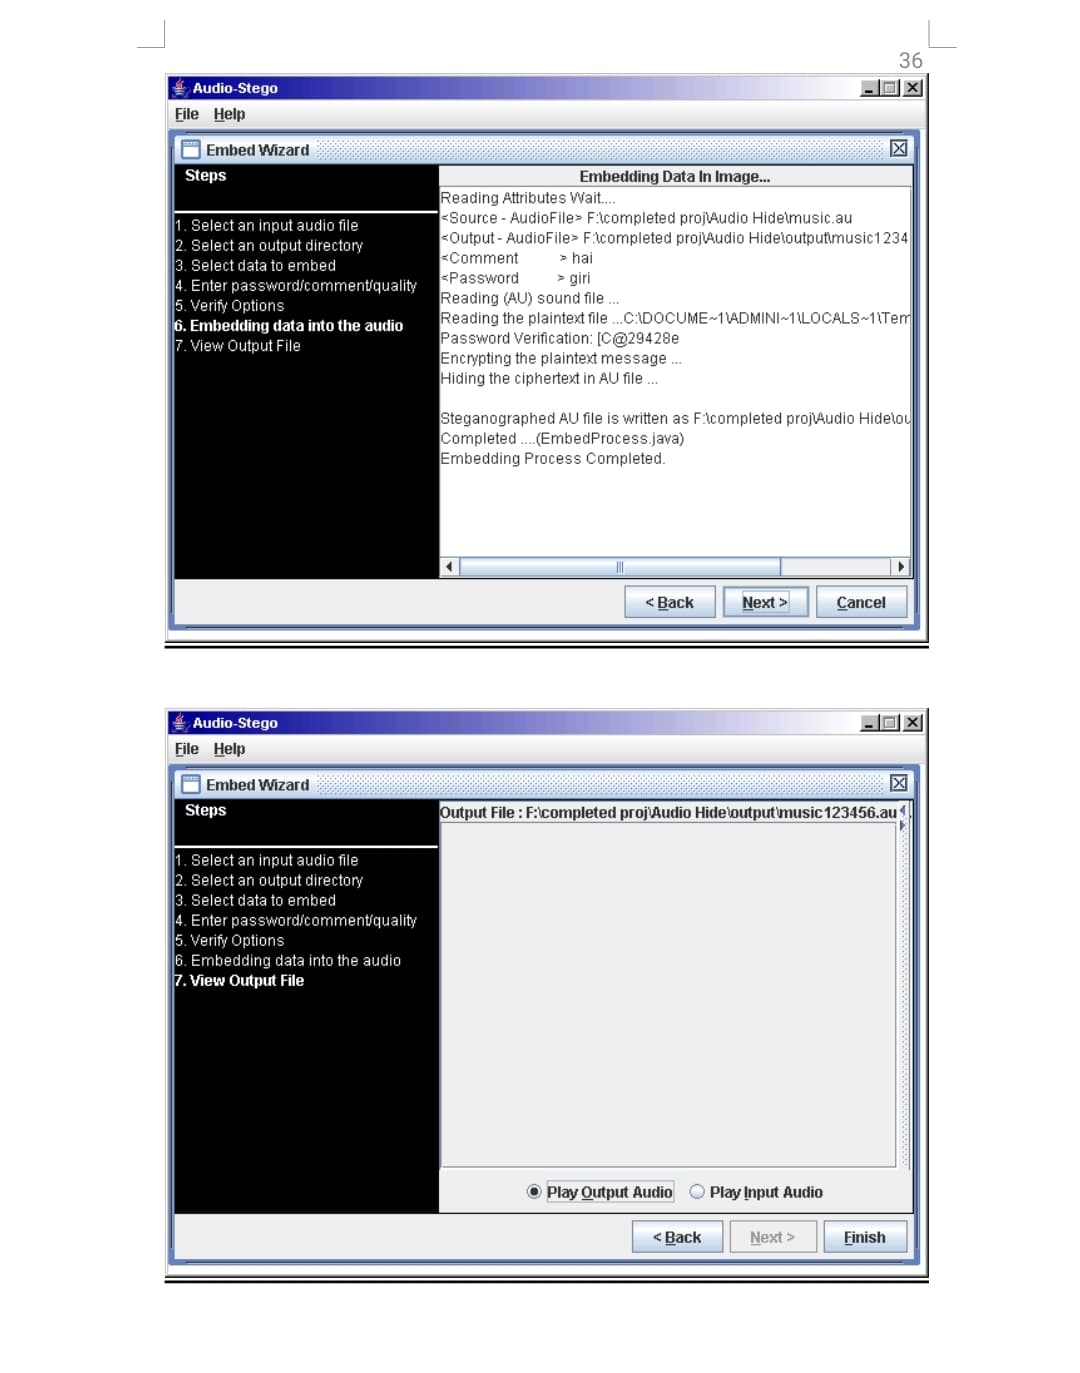 36
Audio-Stego
File Help
Embed Wizard
Steps
1. Select an input audio file
2. Select an output directory
3. Select data to embed
4. Enter password/comment/quality
5. Verify Options
6. Embedding data into the audio
7. View Output File
Embedding Data In Image...
Reading Attributes Wait....
<Source - AudioFile> F:\completed proj\Audio Hide\music.au
<Output - AudioFile> F:\completed proj\Audio Hide\output\music1234
<Comment > hai
<Password > giri
Reading (AU) sound file ...
Reading the plaintext file ...C:\DOCUME~1\ADMINI~1\LOCALS~1\Tem
Password Verification: [C@29428e
Encrypting the plaintext message ...
Hiding the ciphertext in AU file ...
Steganographed AU file is written as F:\completed proj\Audio Hide\ou
Completed ....(EmbedProcess.java)
Embedding Process Completed.
< Back Next > Cancel
Audio-Stego
File Help
Embed Wizard
Steps
1. Select an input audio file
2. Select an output directory
3. Select data to embed
4. Enter password/comment/quality
5. Verify Options
6. Embedding data into the audio
7. View Output File
Output File : F:\completed proj\Audio Hide\output\music123456.au
Play Output Audio Play Input Audio
< Back Next > Finish